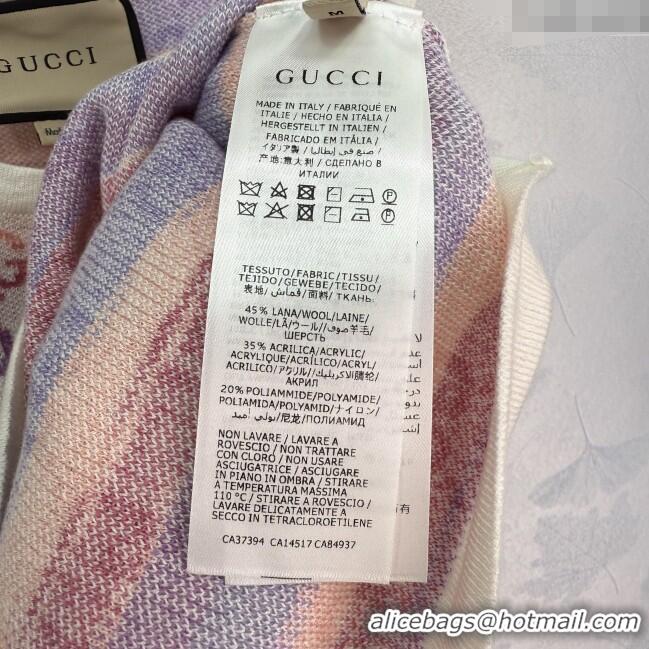 GUCCI
M
GUCCI
MADE IN ITALY / FABRIQUÉ EN
ITALIE / HECHO EN ITALIA /
HERGESTELLT IN ITALIEN /
FABRICADO EM ITÁLIA /
イタリア製 / صنع في إيطاليا /
产地:意大利 / СДЕЛАНО В
ИТАЛИИ
TESSUTO/FABRIC/TISSU/
TEJIDO/GEWEBE/TECIDO/
表地/قماش/面料/ТКАНЬ:
45% LANA/WOOL/LAINE/
WOLLE/LÃ/ウール/صوف/羊毛/
ШЕРСТЬ
35% ACRILICA/ACRYLIC/
ACRYLIQUE/ACRÍLICO/ACRYL/
アクリル/الاكريليك/腈纶/
АКРИЛ
20% POLIAMMIDE/POLYAMIDE/
POLIAMIDA/POLYAMID/ナイロン/
بولي أميد/尼龙/ПОЛИАМИД
NON LAVARE / LAVARE A
ROVESCIO / NON TRATTARE
CON CLORO / NON USARE
ASCIUGATRICE / ASCIUGARE
IN PIANO IN OMBRA / STIRARE
A TEMPERATURA MASSIMA
110 °C / STIRARE A ROVESCIO /
LAVARE DELICATAMENTE A
SECCO IN TETRACLOROETILENE
CA37394 CA14517 CA84937
alicebags@hotmail.com